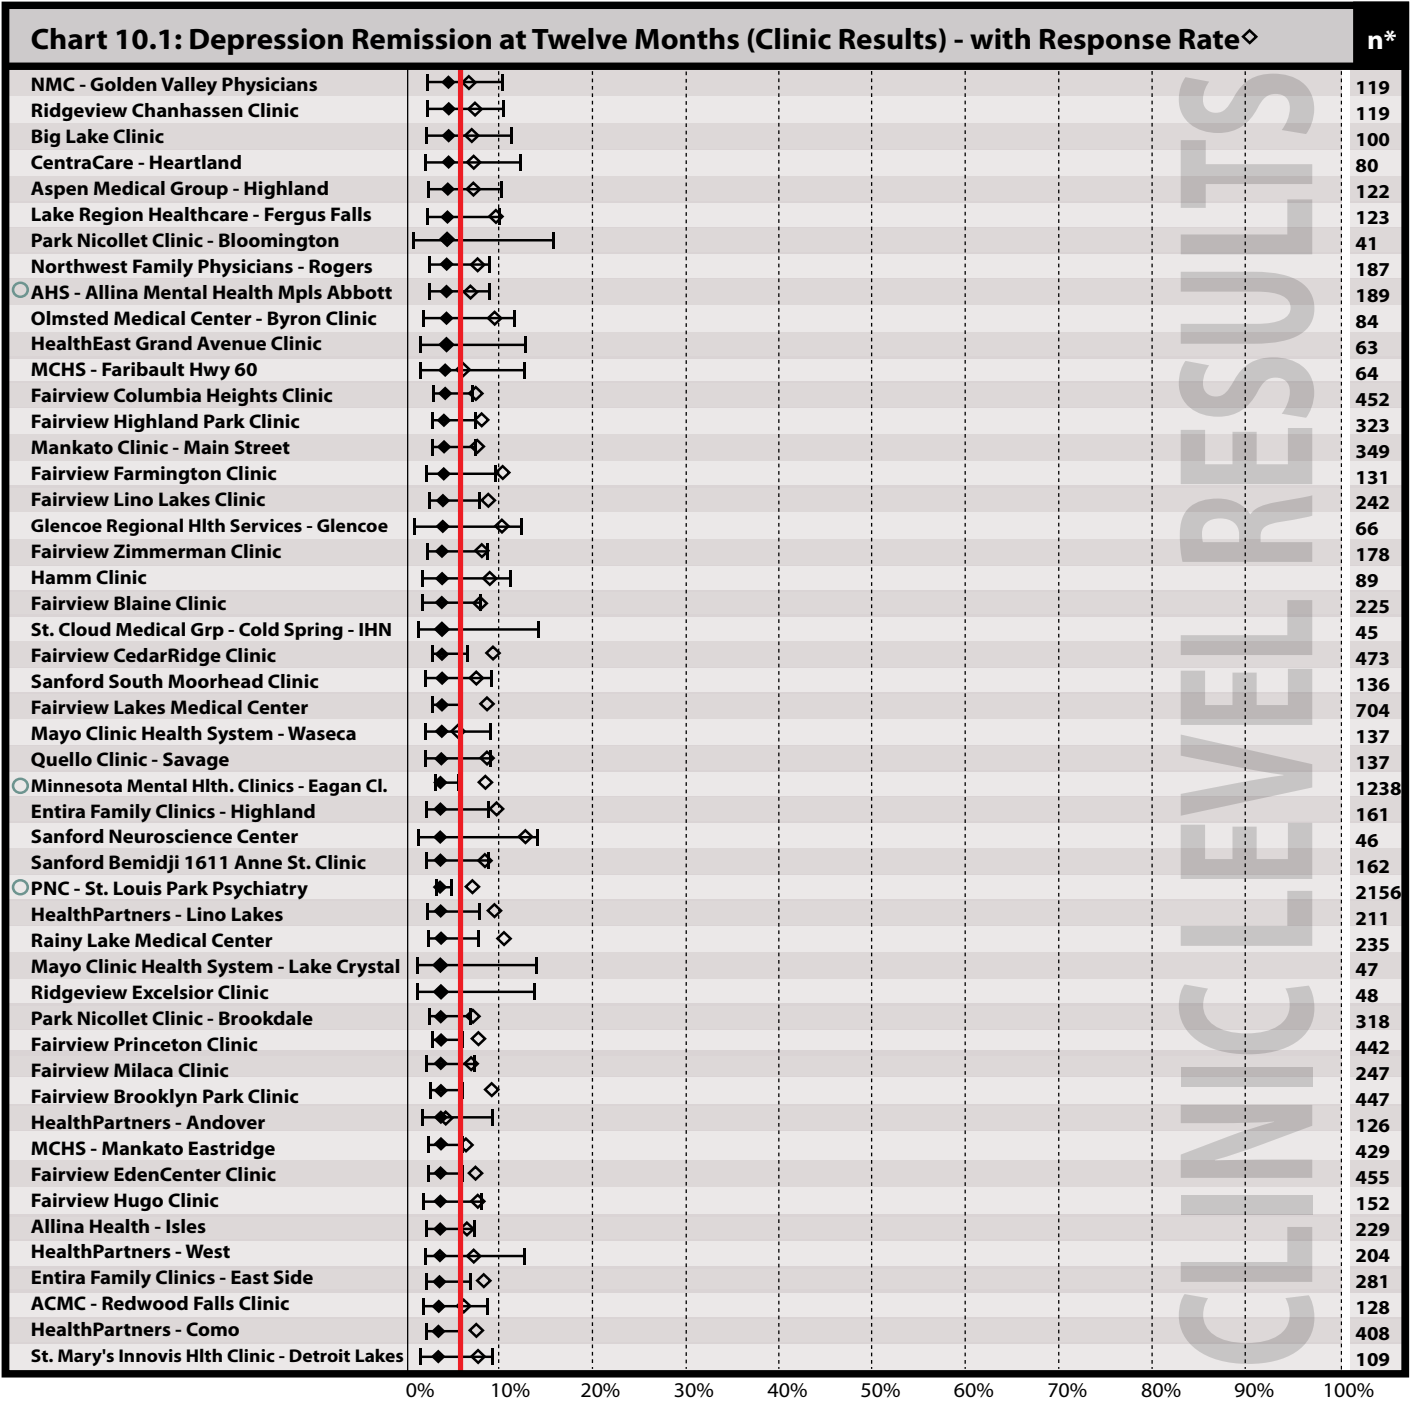 Chart 10.1: Depression Remission at Twelve Months (Clinic Results) - with Response Rate n*
NMC - Golden Valley Physicians 119
Ridgeview Chanhassen Clinic 119
Big Lake Clinic 100
CentraCare - Heartland 80
Aspen Medical Group - Highland 122
Lake Region Healthcare - Fergus Falls 123
Park Nicollet Clinic - Bloomington 41
Northwest Family Physicians - Rogers 187
AHS - Allina Mental Health Mpls Abbott 189
Olmsted Medical Center - Byron Clinic 84
HealthEast Grand Avenue Clinic 63
MCHS - Faribault Hwy 60 64
Fairview Columbia Heights Clinic 452
Fairview Highland Park Clinic 323
Mankato Clinic - Main Street 349
Fairview Farmington Clinic 131
Fairview Lino Lakes Clinic 242
Glencoe Regional Hlth Services - Glencoe 66
Fairview Zimmerman Clinic 178
Hamm Clinic 89
Fairview Blaine Clinic 225
St. Cloud Medical Grp - Cold Spring - IHN 45
Fairview CedarRidge Clinic 473
Sanford South Moorhead Clinic 136
Fairview Lakes Medical Center 704
Mayo Clinic Health System - Waseca 137
Quello Clinic - Savage 137
Minnesota Mental Hlth. Clinics - Eagan Cl. 1238
Entira Family Clinics - Highland 161
Sanford Neuroscience Center 46
Sanford Bemidji 1611 Anne St. Clinic 162
PNC - St. Louis Park Psychiatry 2156
HealthPartners - Lino Lakes 211
Rainy Lake Medical Center 235
Mayo Clinic Health System - Lake Crystal 47
Ridgeview Excelsior Clinic 48
Park Nicollet Clinic - Brookdale 318
Fairview Princeton Clinic 442
Fairview Milaca Clinic 247
Fairview Brooklyn Park Clinic 447
HealthPartners - Andover 126
MCHS - Mankato Eastridge 429
Fairview EdenCenter Clinic 455
Fairview Hugo Clinic 152
Allina Health - Isles 229
HealthPartners - West 204
Entira Family Clinics - East Side 281
ACMC - Redwood Falls Clinic 128
HealthPartners - Como 408
St. Mary's Innovis Hlth Clinic - Detroit Lakes 109
0% 10% 20% 30% 40% 50% 60% 70% 80% 90% 100%
CLINIC LEVEL RESULTS